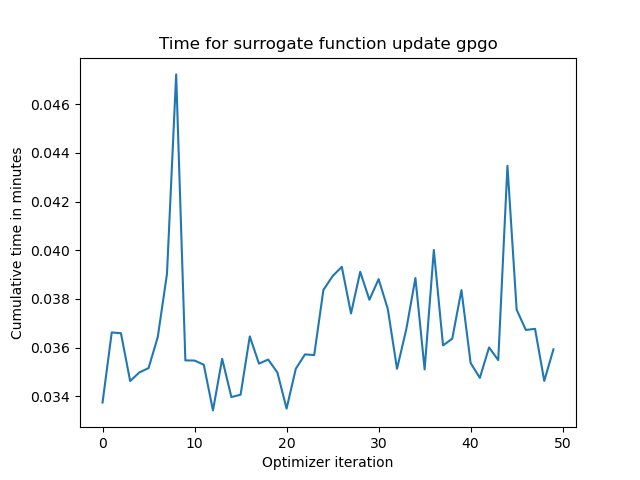 Time for surrogate function update gpgo
0.046
0.044
0.042
0.040
0.038
0.036
0.034
Cumulative time in minutes
0 10 20 30 40 50
Optimizer iteration